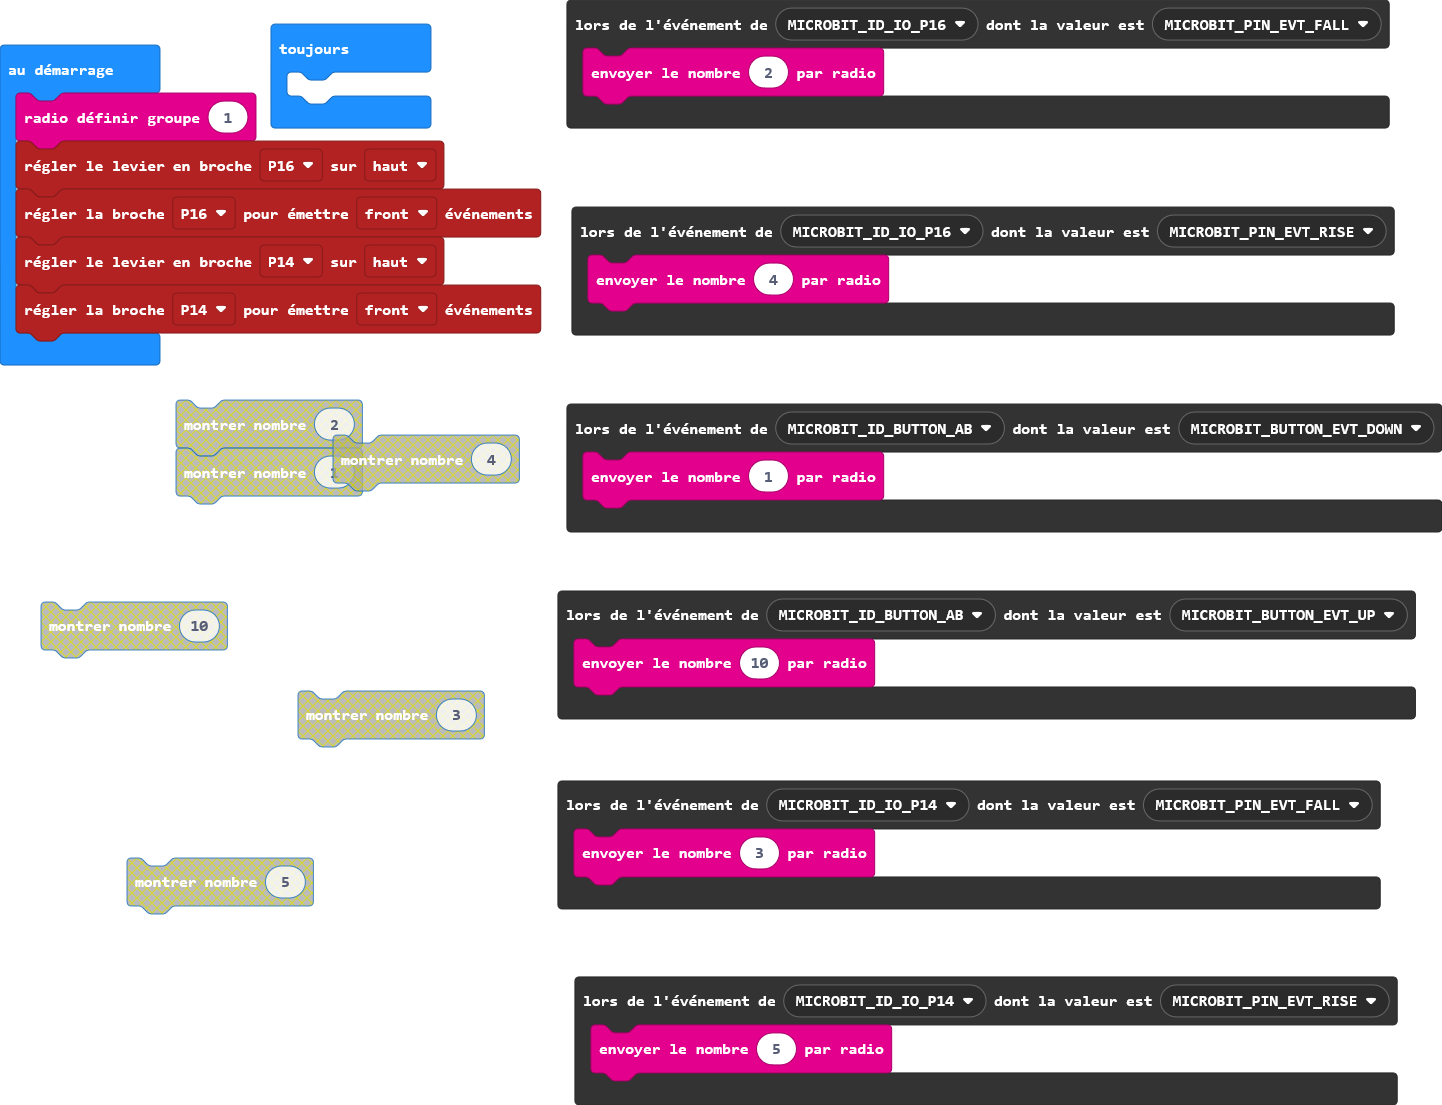 au démarrage
radio définir groupe 1
régler le levier en broche P16 sur haut
régler la broche P16 pour émettre front événements
régler le levier en broche P14 sur haut
régler la broche P14 pour émettre front événements
toujours
lors de l'événement de MICROBIT_ID_IO_P16 dont la valeur est MICROBIT_PIN_EVT_FALL
envoyer le nombre 2 par radio
lors de l'événement de MICROBIT_ID_IO_P16 dont la valeur est MICROBIT_PIN_EVT_RISE
envoyer le nombre 4 par radio
montrer nombre 2
montrer nombre
montrer nombre 4
lors de l'événement de MICROBIT_ID_BUTTON_AB dont la valeur est MICROBIT_BUTTON_EVT_DOWN
envoyer le nombre 1 par radio
montrer nombre 10
lors de l'événement de MICROBIT_ID_BUTTON_AB dont la valeur est MICROBIT_BUTTON_EVT_UP
envoyer le nombre 10 par radio
montrer nombre 3
lors de l'événement de MICROBIT_ID_IO_P14 dont la valeur est MICROBIT_PIN_EVT_FALL
envoyer le nombre 3 par radio
montrer nombre 5
lors de l'événement de MICROBIT_ID_IO_P14 dont la valeur est MICROBIT_PIN_EVT_RISE
envoyer le nombre 5 par radio